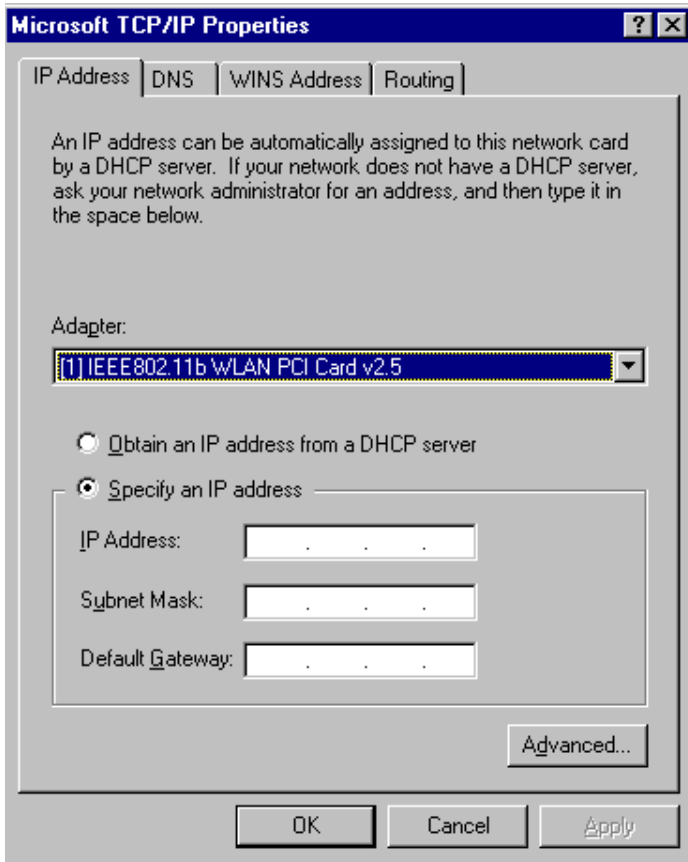 Microsoft TCP/IP Properties
IP Address DNS WINS Address Routing
An IP address can be automatically assigned to this network card
by a DHCP server. If your network does not have a DHCP server,
ask your network administrator for an address, and then type it in
the space below.
Adapter:
[1] IEEE802.11b WLAN PCI Card v2.5
Obtain an IP address from a DHCP server
Specify an IP address
IP Address: . . .
Subnet Mask: . . .
Default Gateway: . . .
Advanced...
OK Cancel Apply